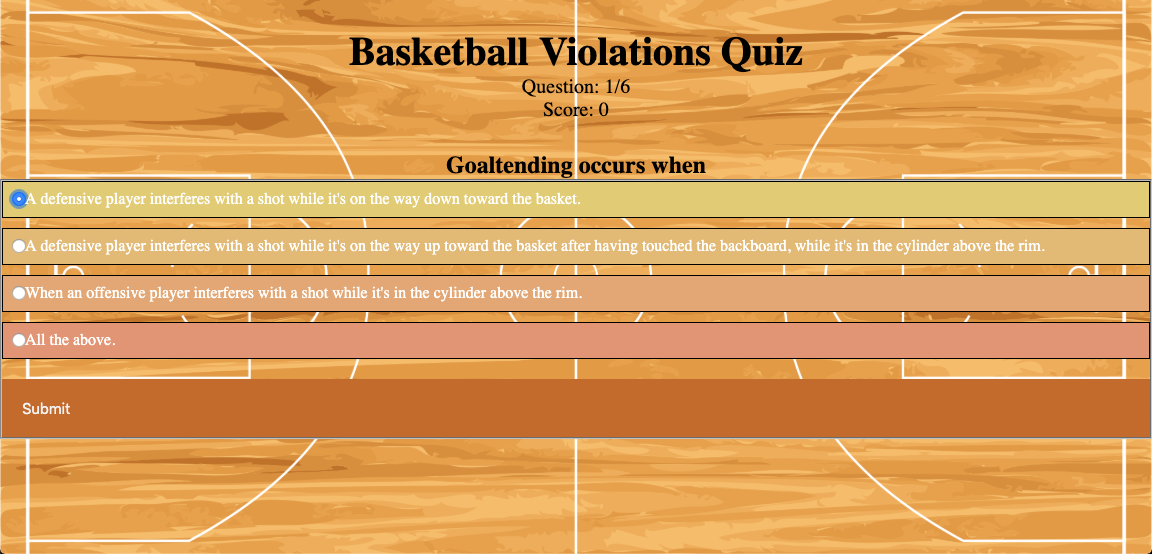 Basketball Violations Quiz
Question: 1/6
Score: 0
Goaltending occurs when
A defensive player interferes with a shot while it's on the way down toward the basket.
A defensive player interferes with a shot while it's on the way up toward the basket after having touched the backboard, while it's in the cylinder above the rim.
When an offensive player interferes with a shot while it's in the cylinder above the rim.
All the above.
Submit